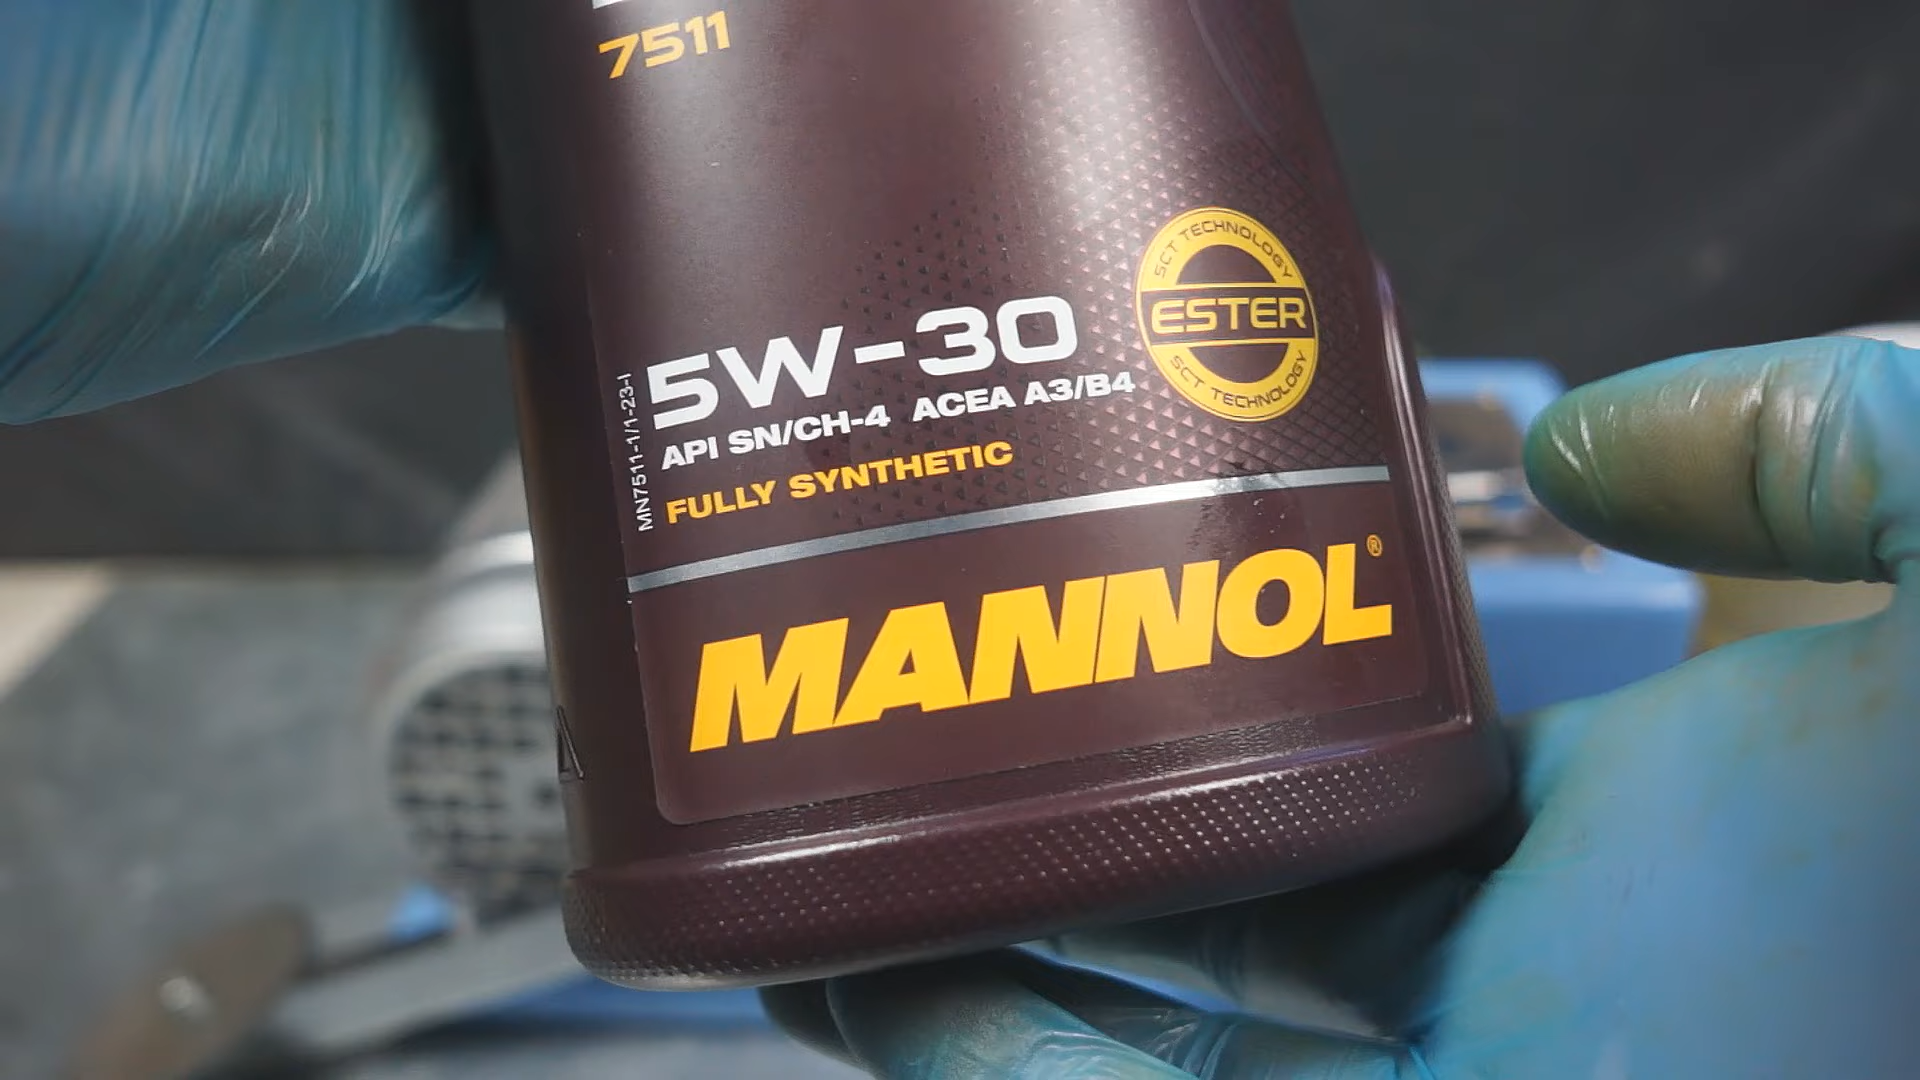 7511
5W-30
API SN/CH-4 ACEA A3/B4
FULLY SYNTHETIC
MN7511-1/1-23-I
SCT TECHNOLOGY
ESTER
SCT TECHNOLOGY
MANNOL®